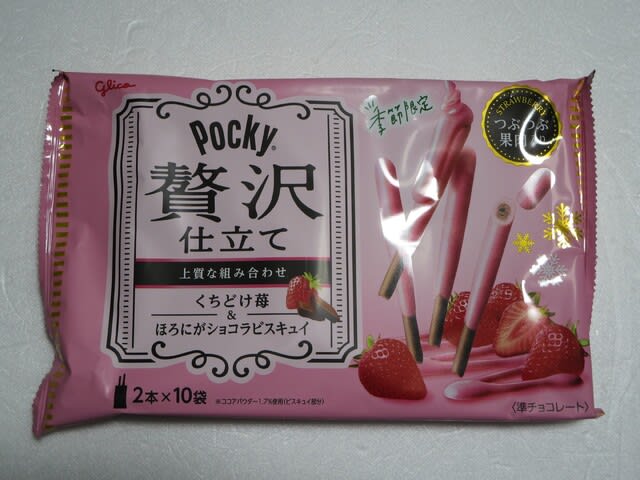 glico
Pocky
贅沢
仕立て
上質な組み合わせ
くちどけ苺
&
ほろにがショコラビスキュイ
2本×10袋
※ココアパウダー1.7%使用(ビスキュイ部分)
季節限定
STRAWBERRY
つぶつぶ
果肉
〈準チョコレート〉